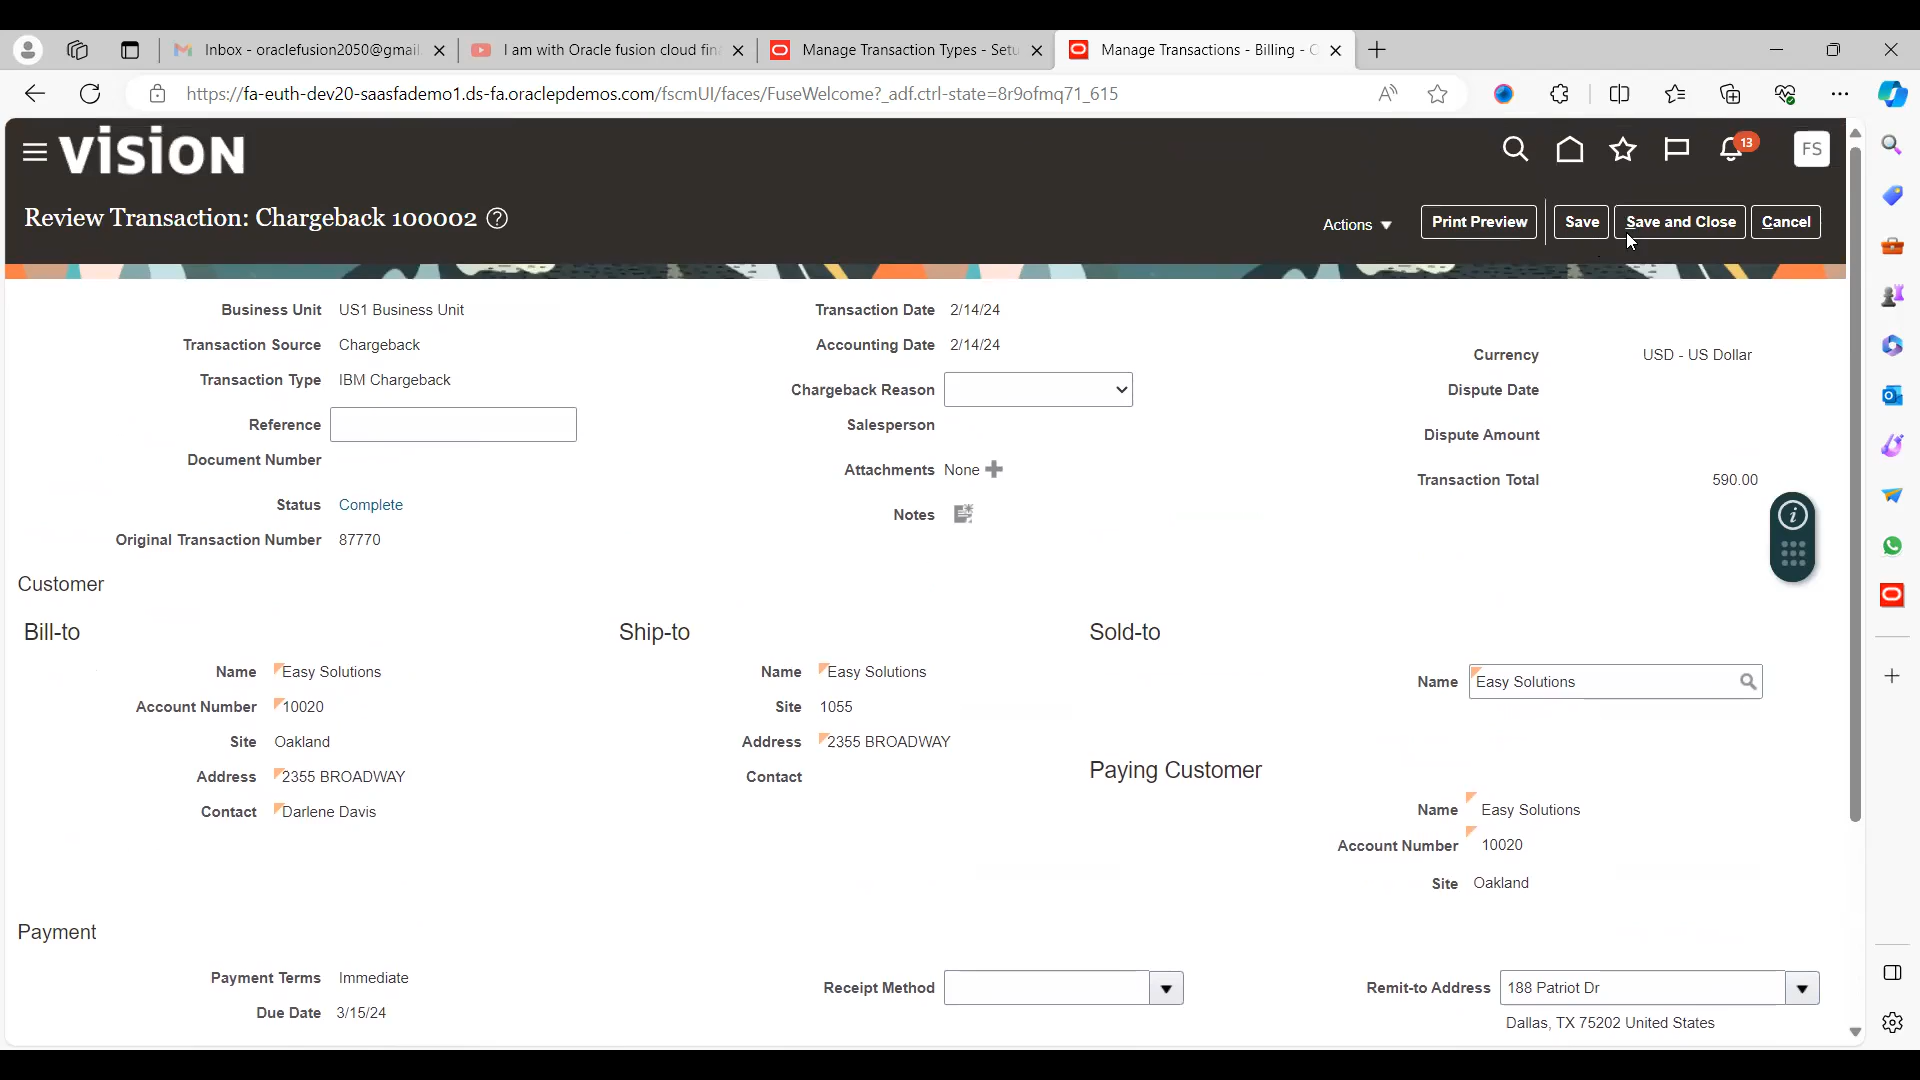 Inbox - oraclefusion2050@gmail
I am with Oracle fusion cloud fin
Manage Transaction Types - Setu
Manage Transactions - Billing - C
https://fa-euth-dev20-saasfademo1.ds-fa.oraclepdemos.com/fscmUI/faces/FuseWelcome?_adf.ctrl-state=8r9ofmq71_615
VISION
13
FS
Review Transaction: Chargeback 100002
Actions
Print Preview
Save
Save and Close
Cancel
Business Unit US1 Business Unit
Transaction Source Chargeback
Transaction Type IBM Chargeback
Reference
Document Number
Status Complete
Original Transaction Number 87770
Transaction Date 2/14/24
Accounting Date 2/14/24
Chargeback Reason
Salesperson
Attachments None
Notes
Currency USD - US Dollar
Dispute Date
Dispute Amount
Transaction Total 590.00
Customer
Bill-to
Name Easy Solutions
Account Number 10020
Site Oakland
Address 2355 BROADWAY
Contact Darlene Davis
Ship-to
Name Easy Solutions
Site 1055
Address 2355 BROADWAY
Contact
Sold-to
Name Easy Solutions
Paying Customer
Name Easy Solutions
Account Number 10020
Site Oakland
Payment
Payment Terms Immediate
Due Date 3/15/24
Receipt Method
Remit-to Address 188 Patriot Dr
Dallas, TX 75202 United States